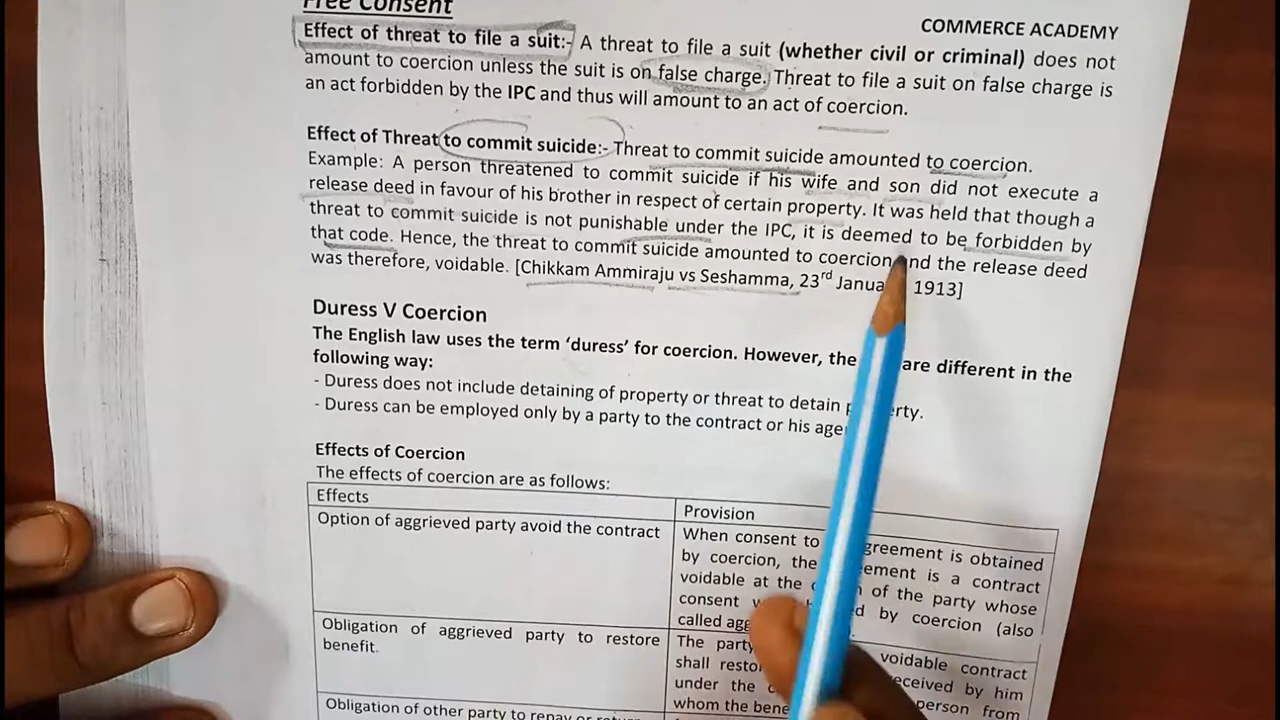 Free Consent
COMMERCE ACADEMY
Effect of threat to file a suit:- A threat to file a suit (whether civil or criminal) does not
amount to coercion unless the suit is on false charge. Threat to file a suit on false charge is
an act forbidden by the IPC and thus will amount to an act of coercion.
Effect of Threat to commit suicide:- Threat to commit suicide amounted to coercion.
Example: A person threatened to commit suicide if his wife and son did not execute a
release deed in favour of his brother in respect of certain property. It was held that though a
threat to commit suicide is not punishable under the IPC, it is deemed to be forbidden by
that code. Hence, the threat to commit suicide amounted to coercion and the release deed
was therefore, voidable. [Chikkam Ammiraju vs Seshamma, 23rd Janua 1913]
Duress V Coercion
The English law uses the term ‘duress’ for coercion. However, the are different in the
following way:
- Duress does not include detaining of property or threat to detain p rty.
- Duress can be employed only by a party to the contract or his age
Effects of Coercion
The effects of coercion are as follows:
Effects
Provision
Option of aggrieved party avoid the contract
When consent to greement is obtained
by coercion, the ement is a contract
voidable at the of the party whose
consent d by coercion (also
called agg
Obligation of aggrieved party to restore
benefit.
The party voidable contract
shall resto eceived by him
under the person from
whom the bene
Obligation of other party to repay or return